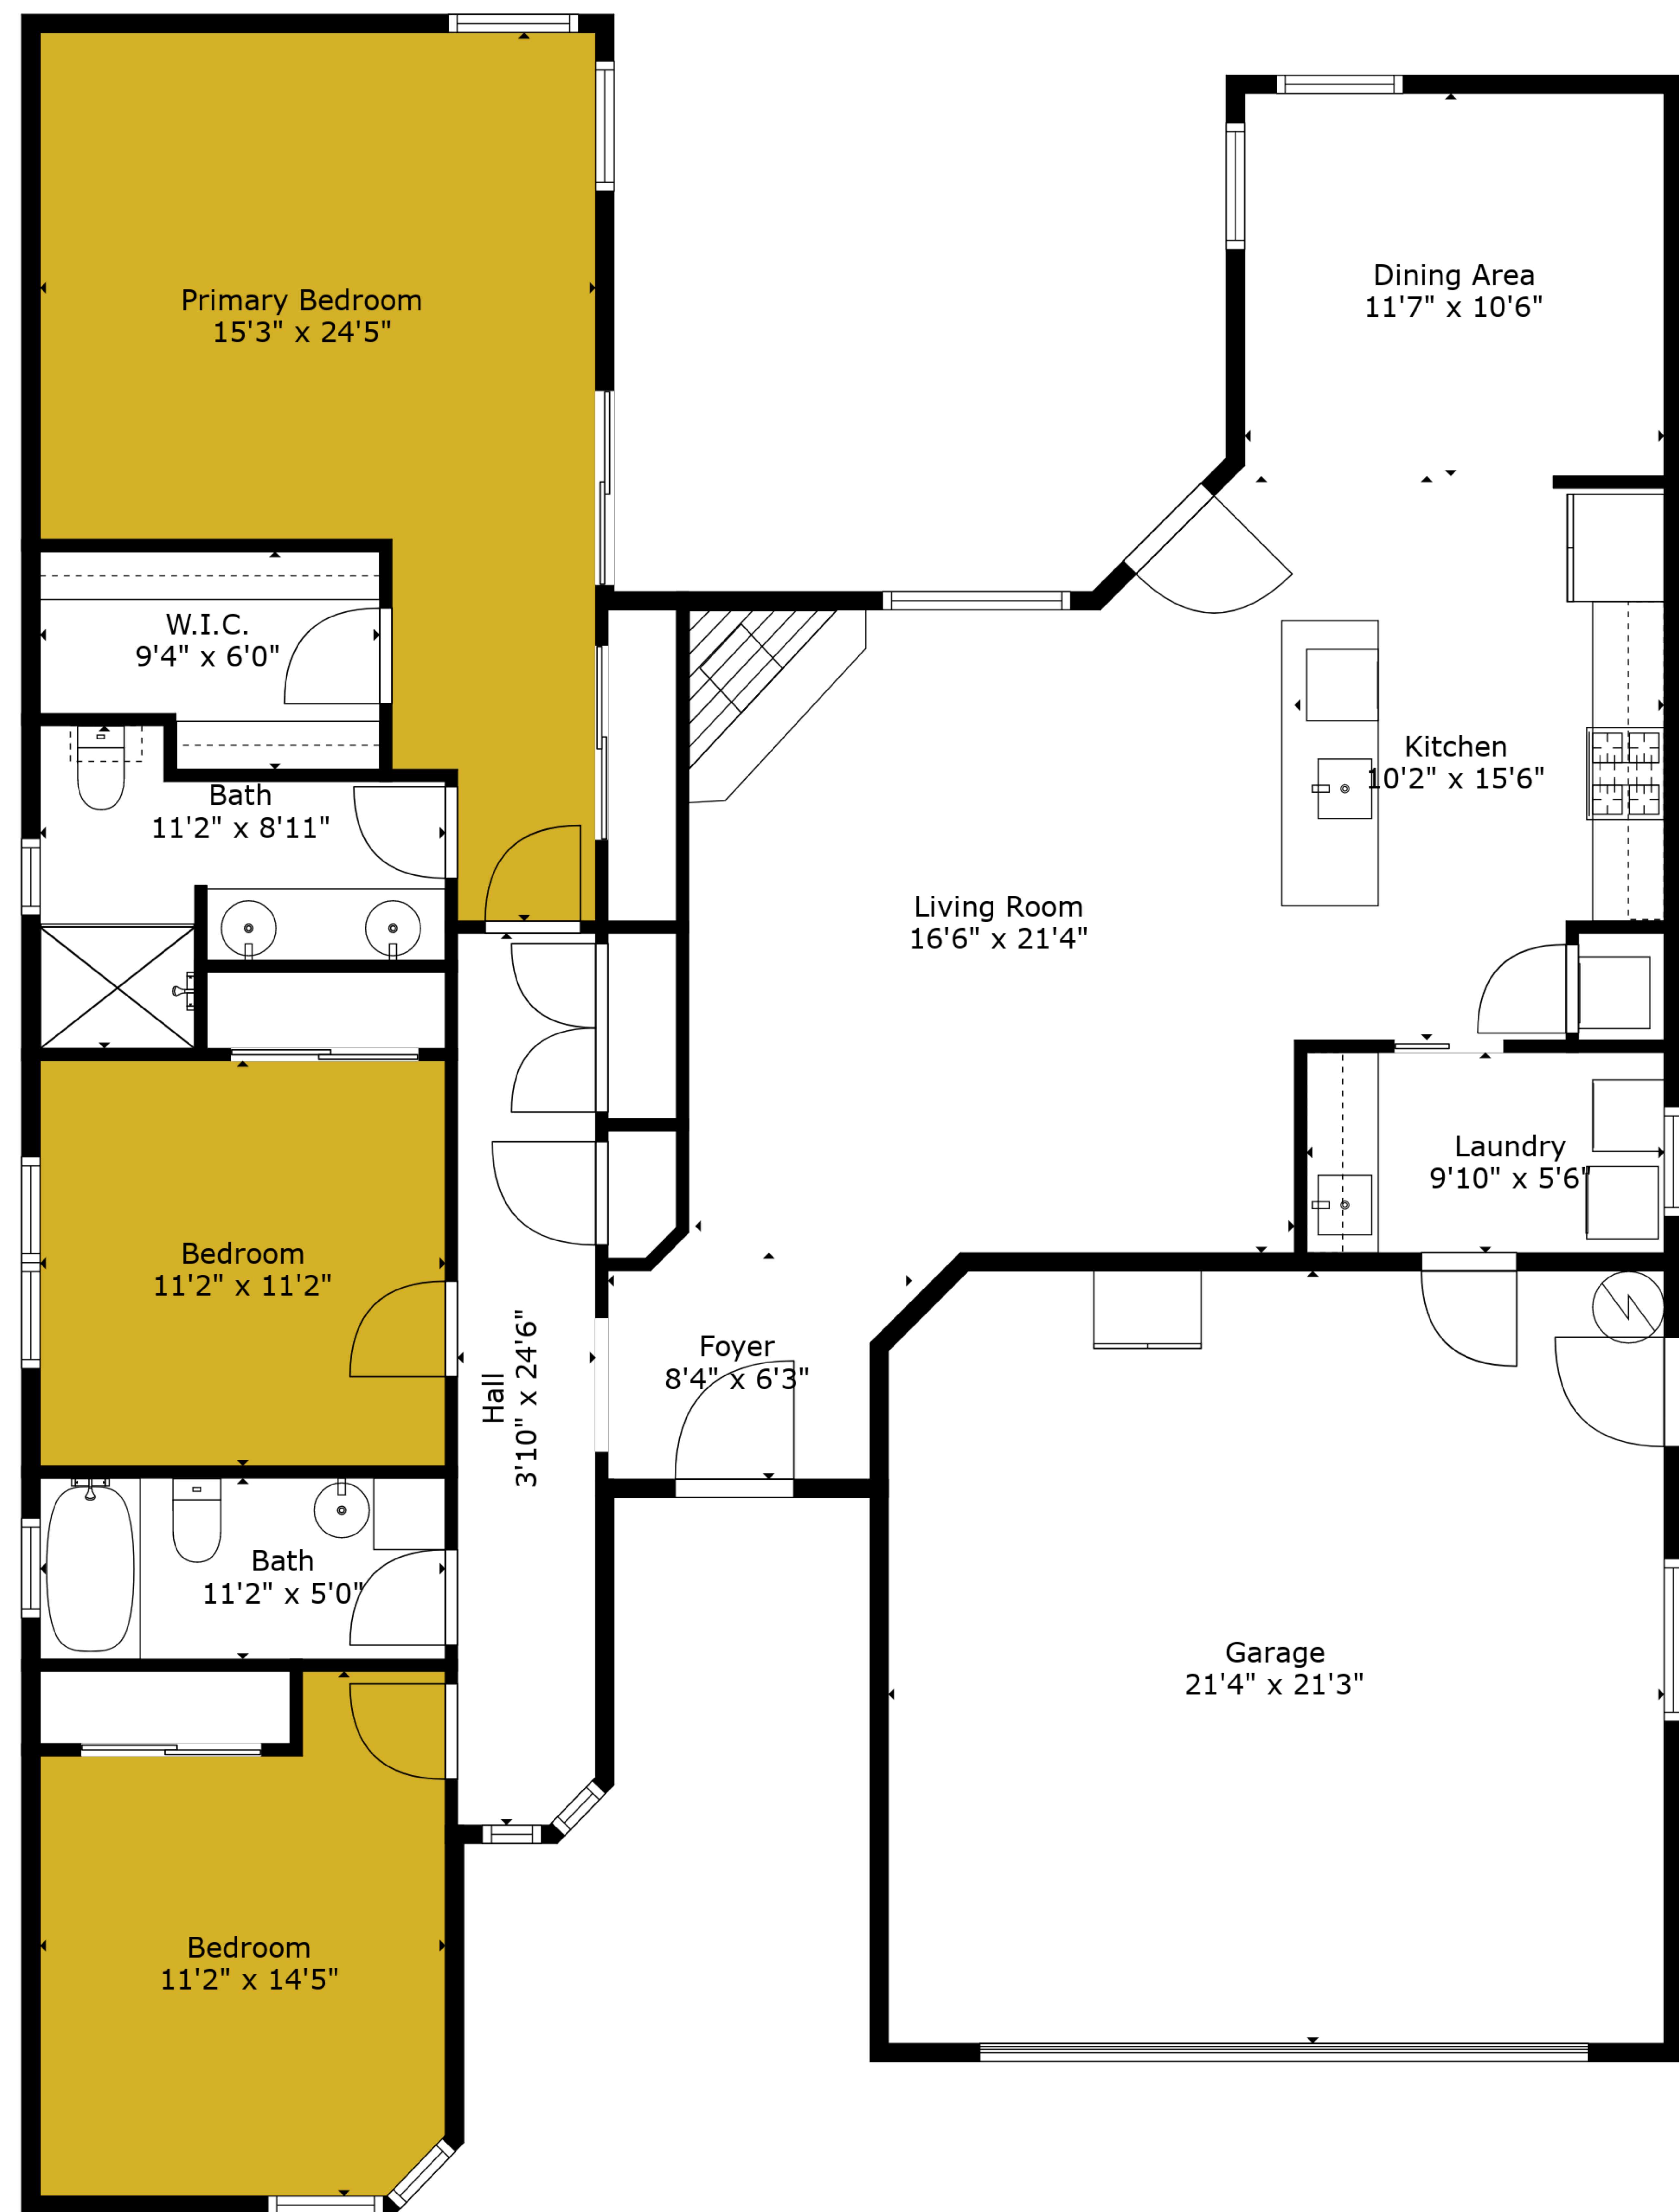 Primary Bedroom
15'3" x 24'5"
Dining Area
11'7" x 10'6"
W.I.C.
9'4" x 6'0"
Bath
11'2" x 8'11"
Kitchen
10'2" x 15'6"
Living Room
16'6" x 21'4"
Laundry
9'10" x 5'6"
Bedroom
11'2" x 11'2"
Hall
3'10" x 24'6"
Foyer
8'4" x 6'3"
Bath
11'2" x 5'0"
Garage
21'4" x 21'3"
Bedroom
11'2" x 14'5"